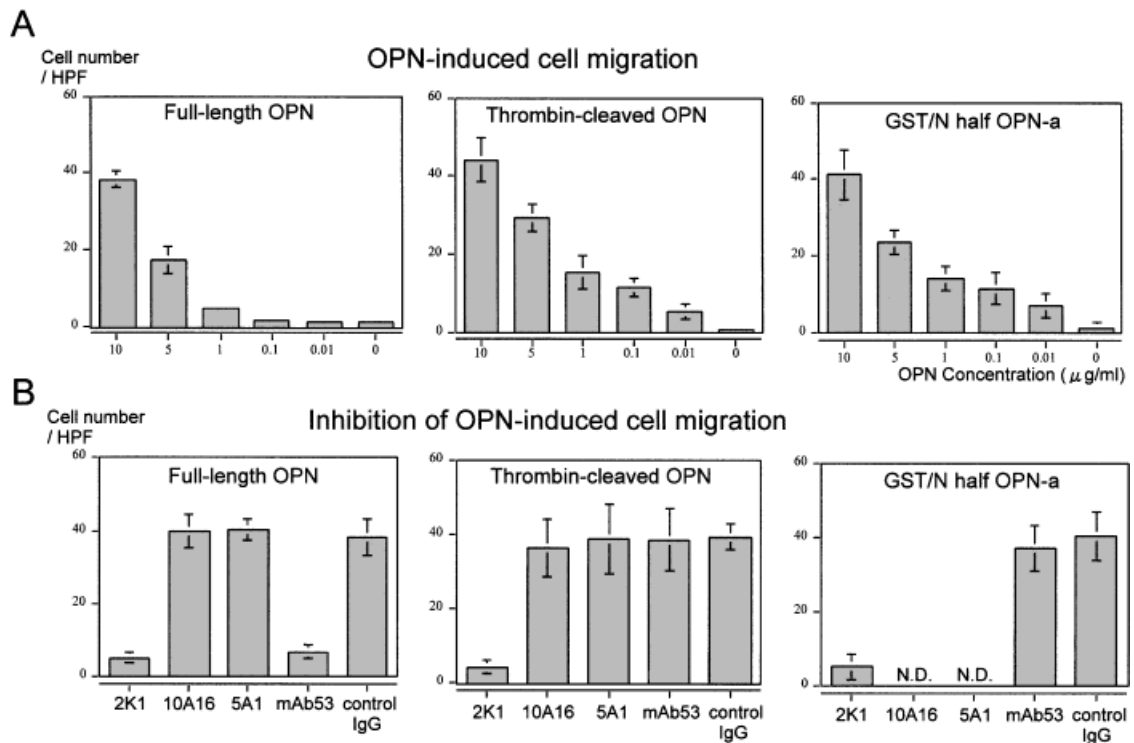 A
Cell number
/ HPF
OPN-induced cell migration
Full-length OPN
60
40
20
0
10 5 1 0.1 0.01 0
Thrombin-cleaved OPN
60
40
20
0
10 5 1 0.1 0.01 0
GST/N half OPN-a
60
40
20
0
10 5 1 0.1 0.01 0
OPN Concentration ( μ g/ml)
B
Cell number
/ HPF
Inhibition of OPN-induced cell migration
Full-length OPN
60
40
20
0
2K1 10A16 5A1 mAb53 control
IgG
Thrombin-cleaved OPN
60
40
20
0
2K1 10A16 5A1 mAb53 control
IgG
GST/N half OPN-a
60
40
20
0
N.D. N.D.
2K1 10A16 5A1 mAb53 control
IgG